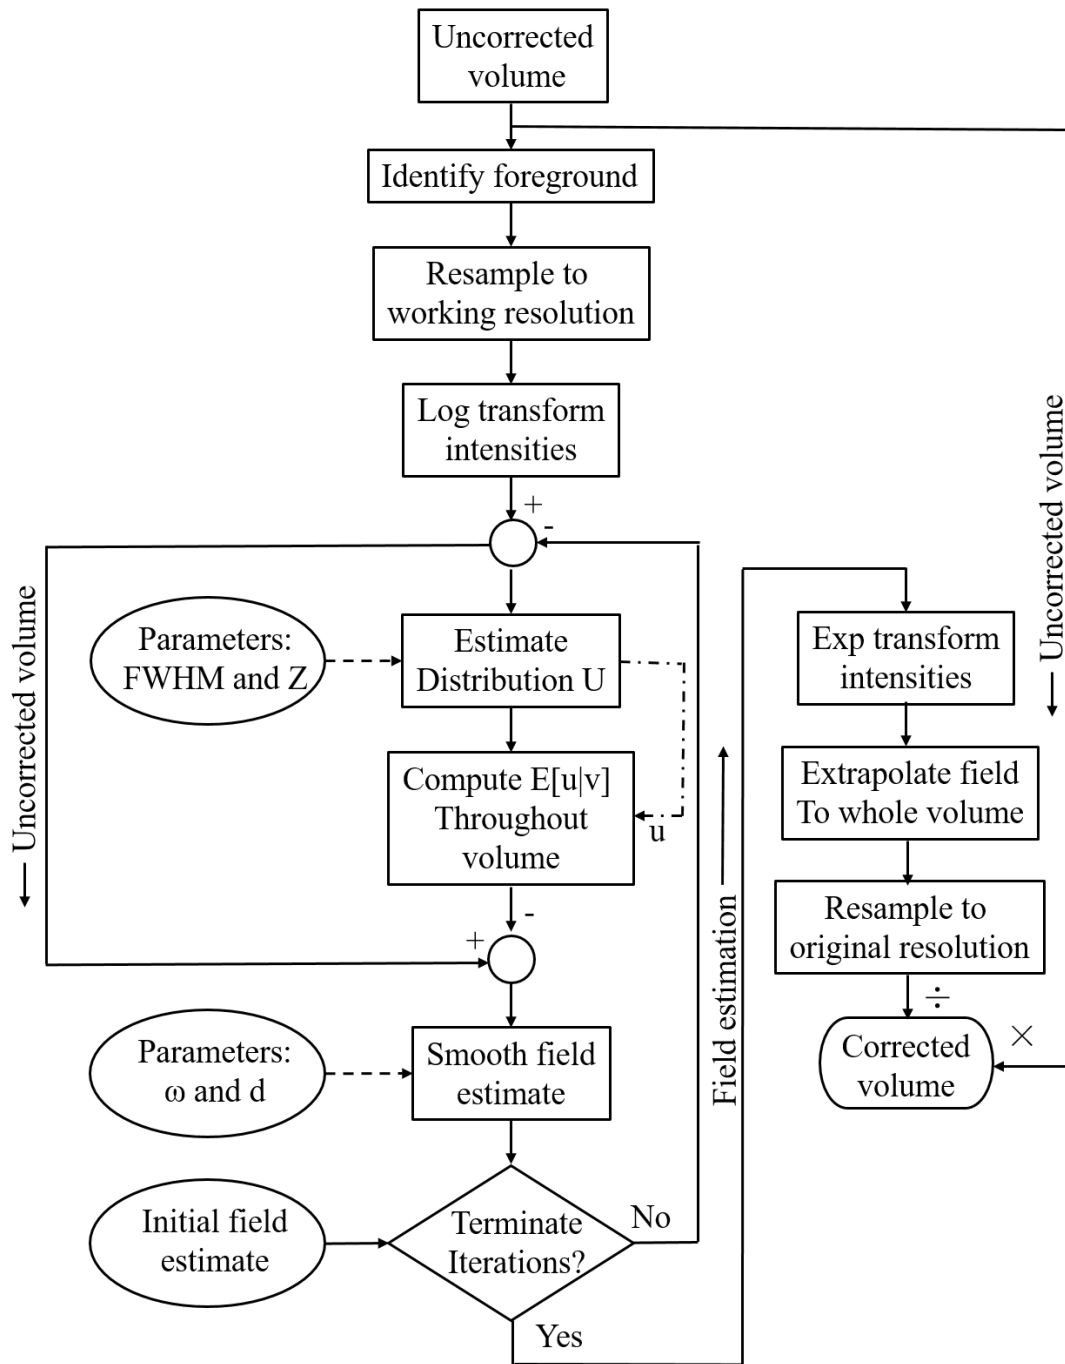 Uncorrected
volume
Identify foreground
Resample to
working resolution
Log transform
intensities
+
-
Uncorrected volume
Parameters:
FWHM and Z
Estimate
Distribution U
Compute E[u|v]
Throughout
volume
u
-
+
Parameters:
ω and d
Smooth field
estimate
Initial field
estimate
Terminate
Iterations?
No
Yes
Field estimation
Exp transform
intensities
Extrapolate field
To whole volume
Resample to
original resolution
÷
Corrected
volume
×
Uncorrected volume